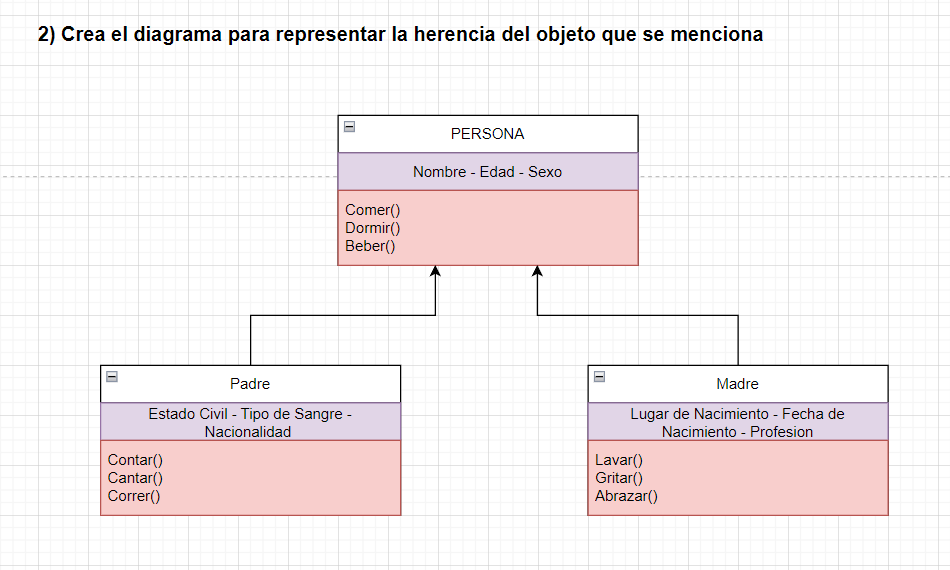 2) Crea el diagrama para representar la herencia del objeto que se menciona
PERSONA
Nombre - Edad - Sexo
Comer()
Dormir()
Beber()
Padre
Estado Civil - Tipo de Sangre -
Nacionalidad
Contar()
Cantar()
Correr()
Madre
Lugar de Nacimiento - Fecha de
Nacimiento - Profesion
Lavar()
Gritar()
Abrazar()